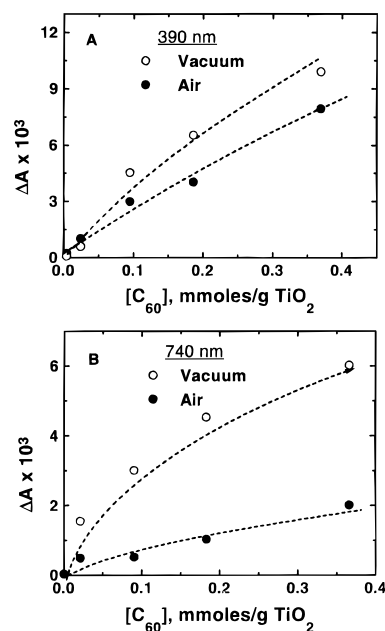 12
9
6
3
0
ΔA x 10³
A
390 nm
Vacuum
Air
0.0
0.1
0.2
0.3
0.4
[C₆₀], mmoles/g TiO₂
6
4
2
0
ΔA x 10³
B
740 nm
Vacuum
Air
0.0
0.1
0.2
0.3
0.4
[C₆₀], mmoles/g TiO₂